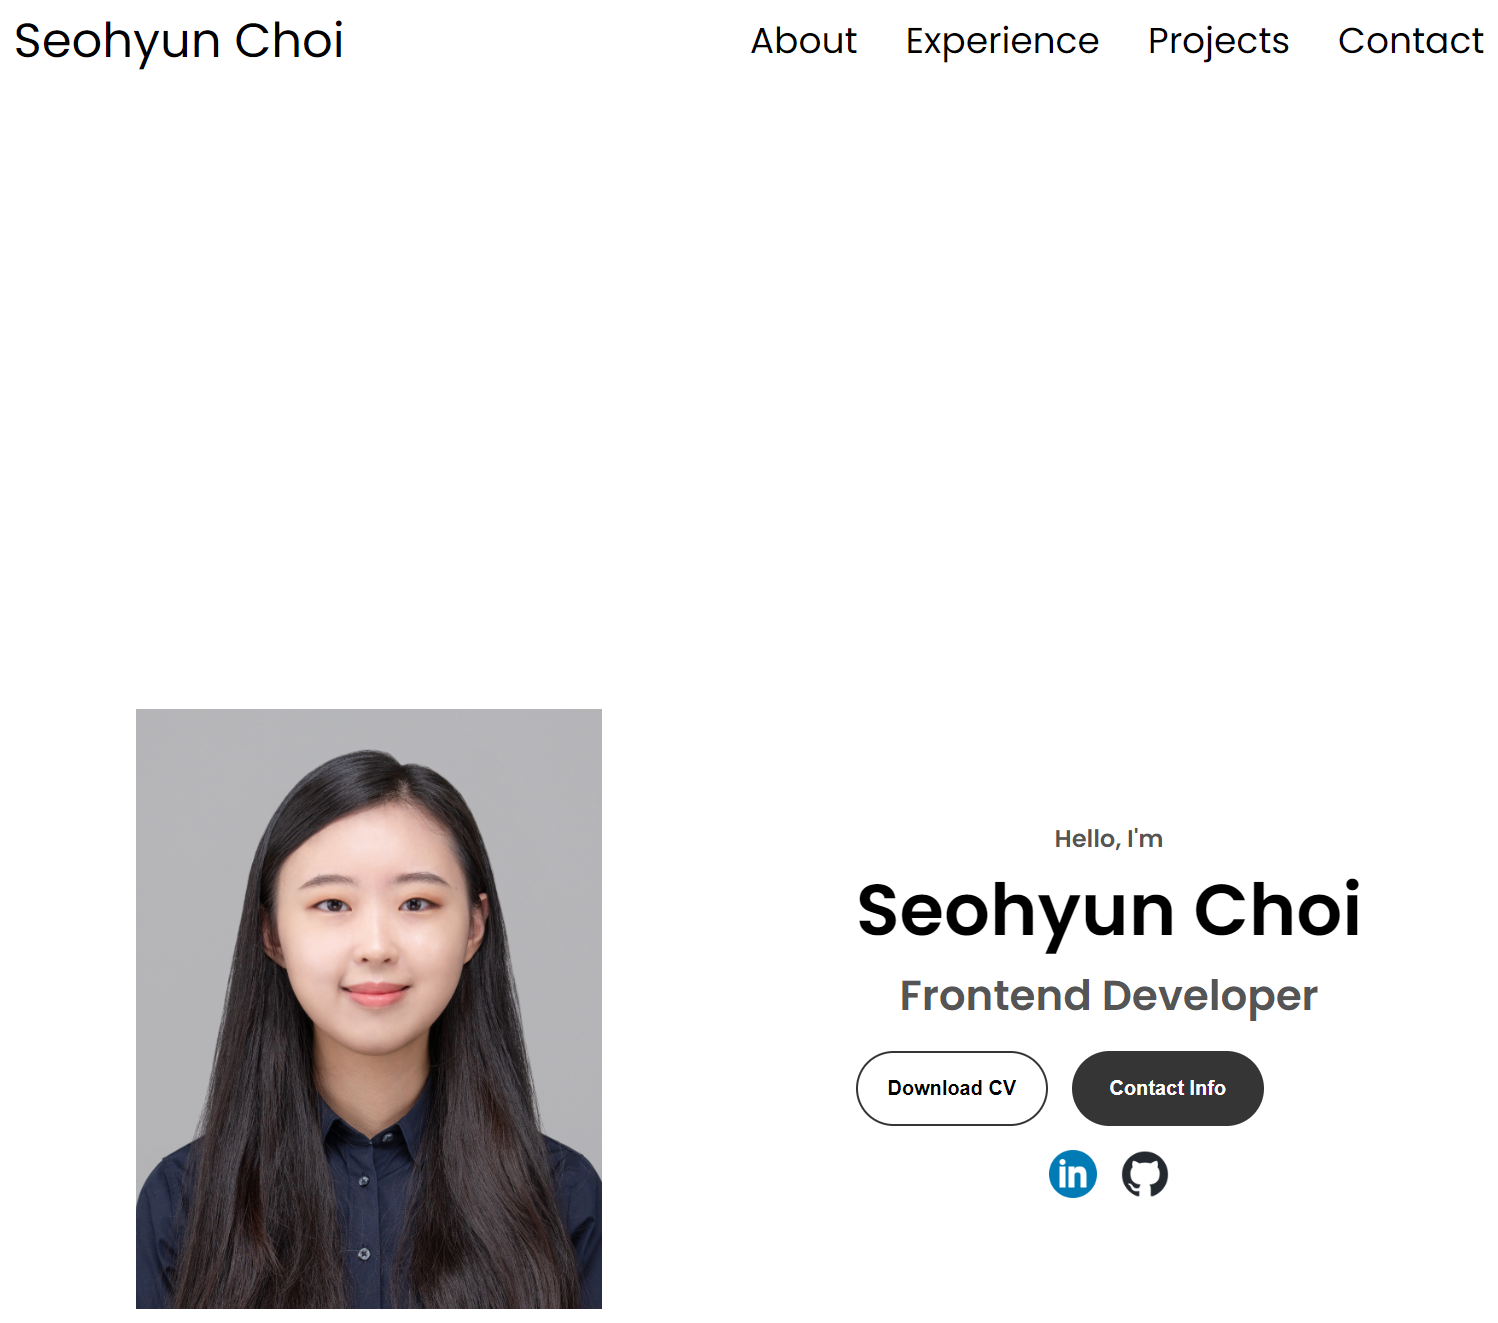 Seohyun Choi
About Experience Projects Contact
Hello, I'm
Seohyun Choi
Frontend Developer
Download CV Contact Info
in